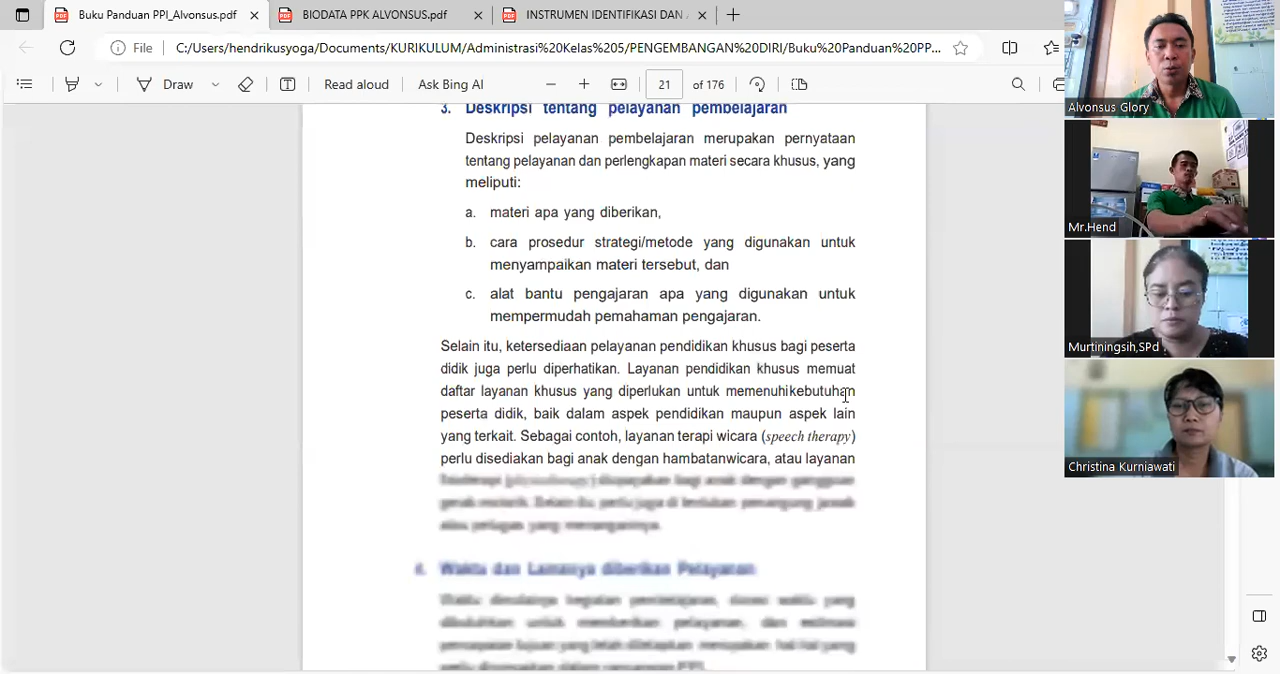 Buku Panduan PPI_Alvonsus.pdf
BIODATA PPK ALVONSUS.pdf
INSTRUMEN IDENTIFIKASI DAN
File
C:/Users/hendrikusyoga/Documents/KURIKULUM/Administrasi%20Kelas%205/PENGEMBANGAN%20DIRI/Buku%20Panduan%20PP...
Draw
Read aloud
Ask Bing AI
21 of 176
3. Deskripsi tentang pelayanan pembelajaran
Deskripsi pelayanan pembelajaran merupakan pernyataan
tentang pelayanan dan perlengkapan materi secara khusus, yang
meliputi:
a. materi apa yang diberikan,
b. cara prosedur strategi/metode yang digunakan untuk
menyampaikan materi tersebut, dan
c. alat bantu pengajaran apa yang digunakan untuk
mempermudah pemahaman pengajaran.
Selain itu, ketersediaan pelayanan pendidikan khusus bagi peserta
didik juga perlu diperhatikan. Layanan pendidikan khusus memuat
daftar layanan khusus yang diperlukan untuk memenuhikebutuhan
peserta didik, baik dalam aspek pendidikan maupun aspek lain
yang terkait. Sebagai contoh, layanan terapi wicara (speech therapy)
perlu disediakan bagi anak dengan hambatanwicara, atau layanan
Waktu dan Lamanya diberikan Pelayanan
Alvonsus Glory
Mr.Hend
Murtiningsih,SPd
Christina Kurniawati